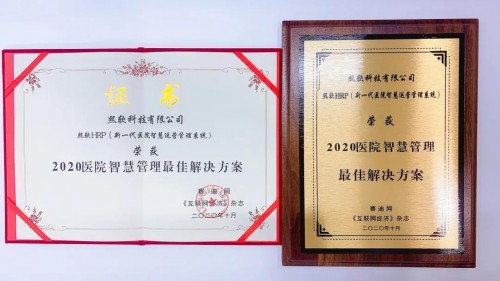 证书
熙软科技有限公司
熙软HRP（新一代医院智慧运营管理系统）
荣获
2020医院智慧管理最佳解决方案
赛迪网
《互联网经济》杂志
二〇二〇年十月
熙软科技有限公司
熙软HRP（新一代医院智慧运营管理系统）
荣获
2020医院智慧管理
最佳解决方案
赛迪网
《互联网经济》杂志
二〇二〇年十月